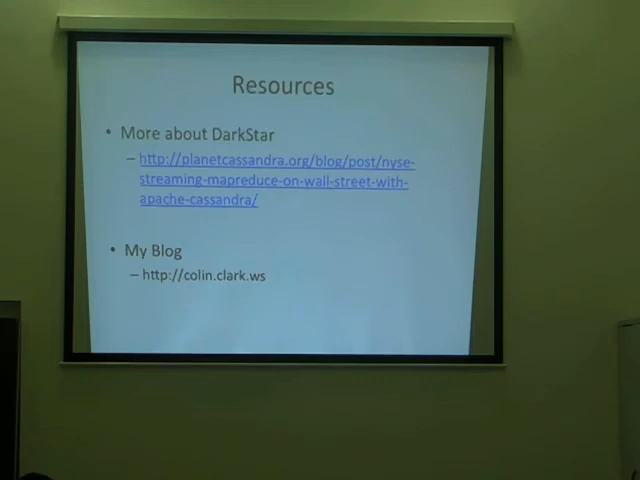 Resources
• More about DarkStar
– http://planetcassandra.org/blog/post/nyse-
streaming-mapreduce-on-wall-street-with-
apache-cassandra/
• My Blog
– http://colin.clark.ws